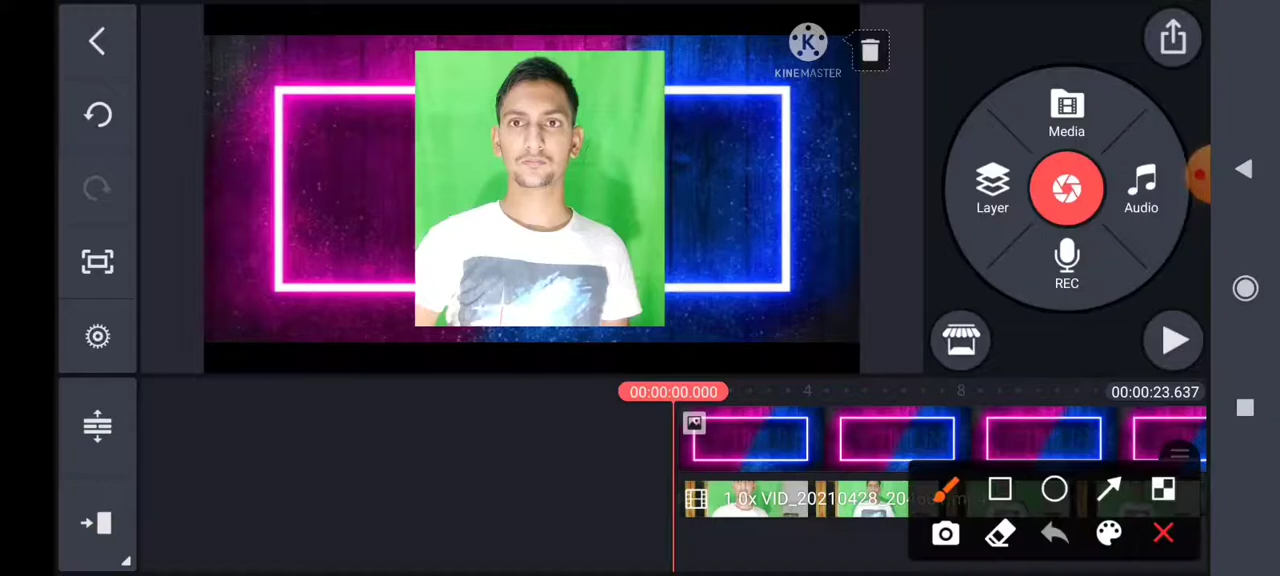 KINEMASTER
Media
Layer
Audio
REC
00:00:00.000
4
8
00:00:23.637
1.0x VID_20210428_20